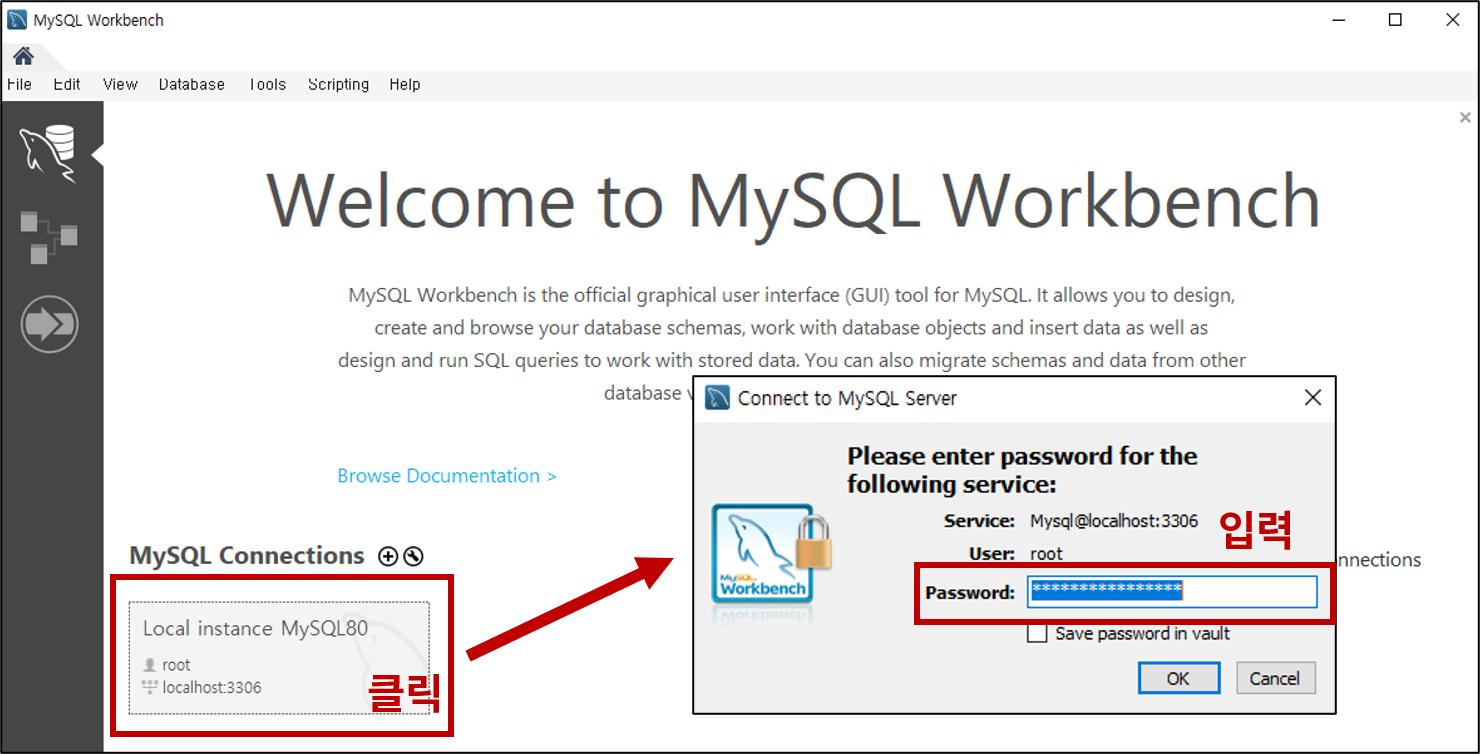 MySQL Workbench
File Edit View Database Tools Scripting Help
Welcome to MySQL Workbench
MySQL Workbench is the official graphical user interface (GUI) tool for MySQL. It allows you to design,
create and browse your database schemas, work with database objects and insert data as well as
design and run SQL queries to work with stored data. You can also migrate schemas and data from other
database
Browse Documentation >
MySQL Connections
Local instance MySQL80
root
localhost:3306
클릭
Connect to MySQL Server
Please enter password for the
following service:
MySQL
Workbench
Service: Mysql@localhost:3306
입력
User: root
Password: ****************
Save password in vault
OK Cancel
nnections